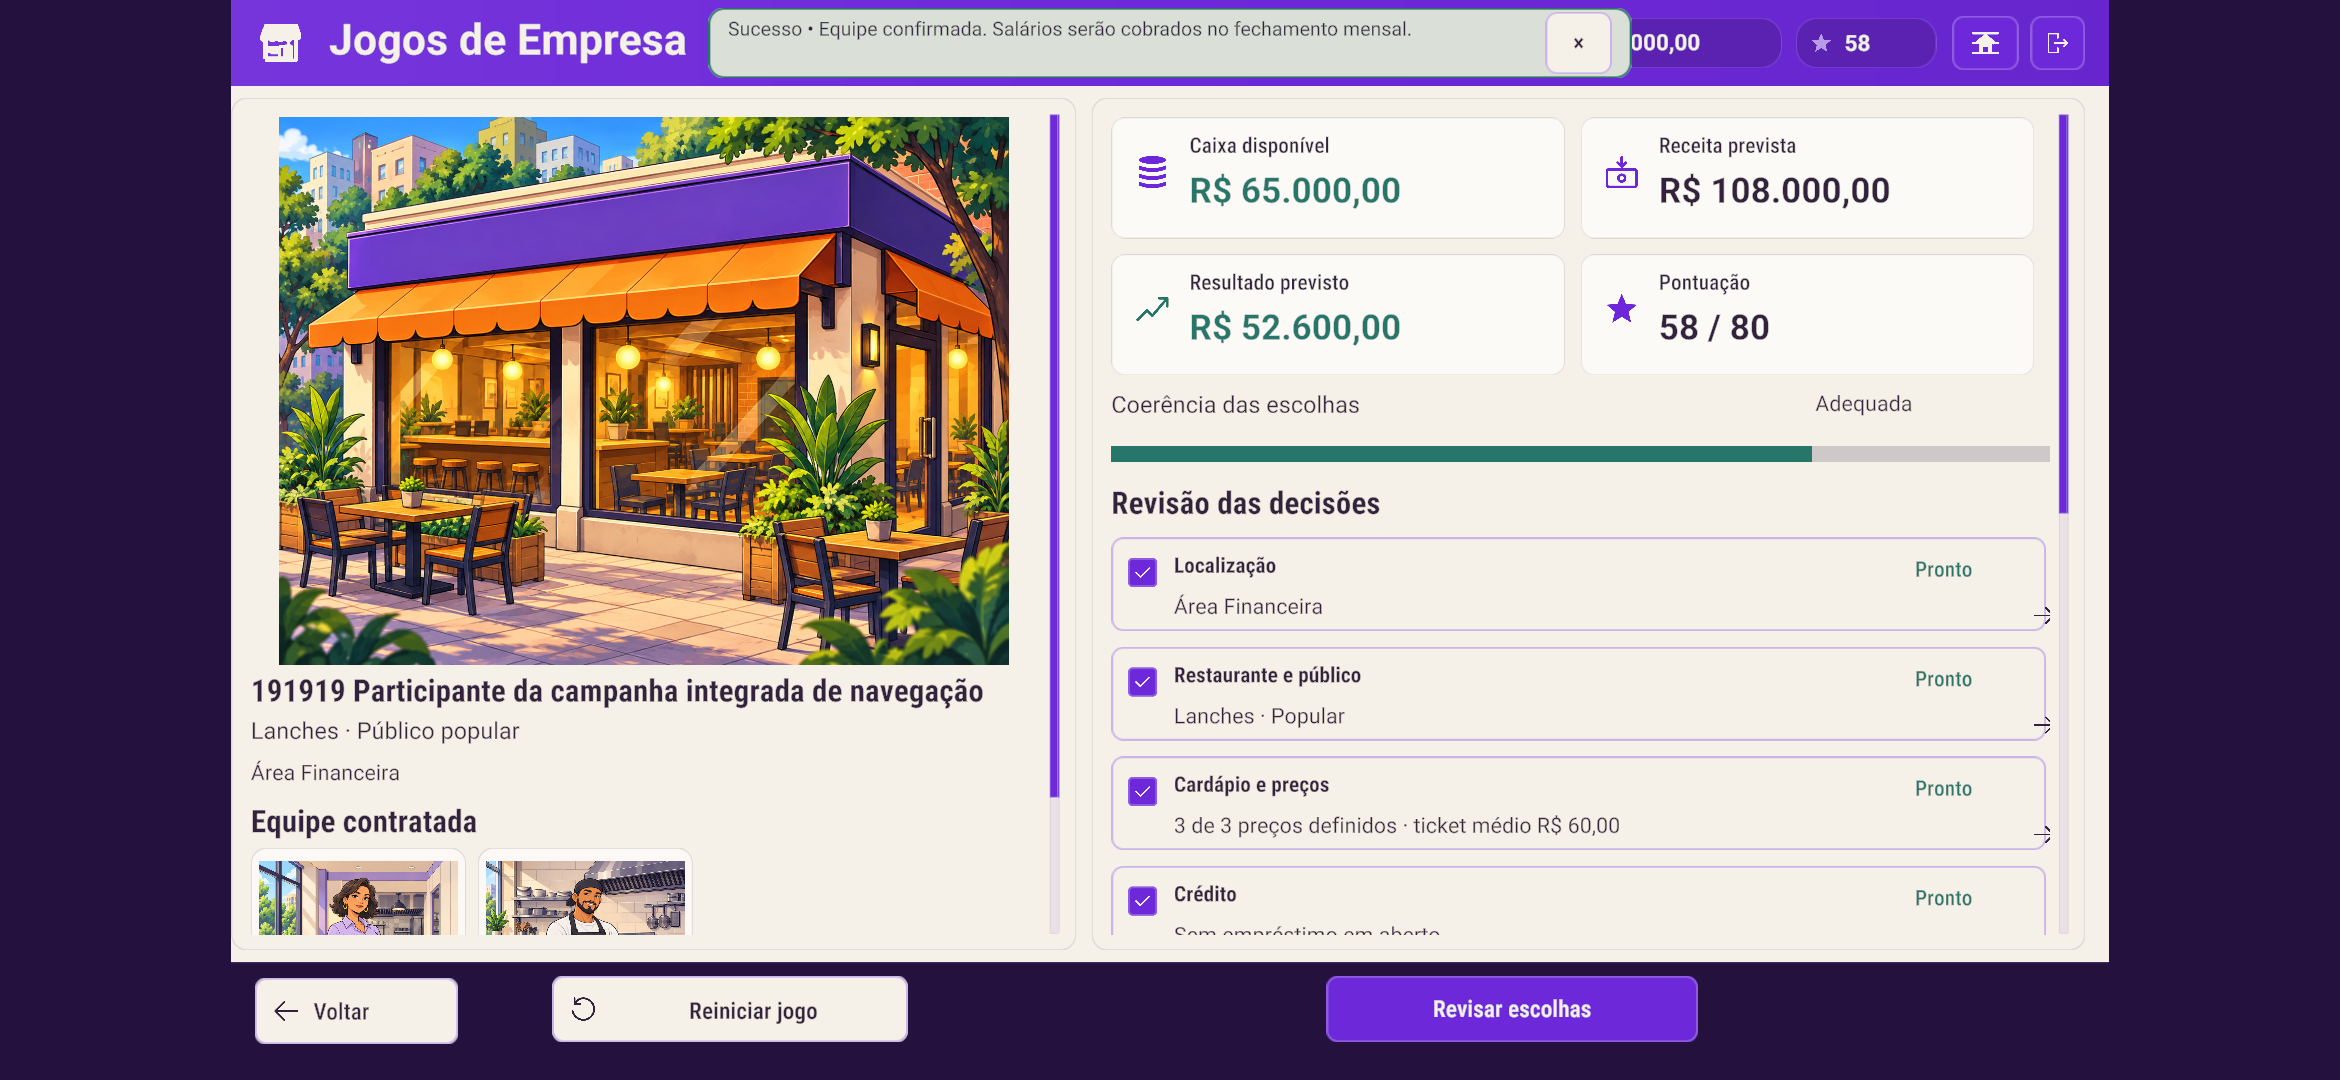 Jogos de Empresa
Sucesso • Equipe confirmada. Salários serão cobrados no fechamento mensal.
×
000,00
58
Caixa disponível
R$ 65.000,00
Receita prevista
R$ 108.000,00
Resultado previsto
R$ 52.600,00
Pontuação
58 / 80
Coerência das escolhas
Adequada
Revisão das decisões
Localização
Pronto
Área Financeira
Restaurante e público
Pronto
Lanches · Popular
Cardápio e preços
Pronto
3 de 3 preços definidos · ticket médio R$ 60,00
Crédito
Pronto
Sem empréstimo em aberto
191919 Participante da campanha integrada de navegação
Lanches · Público popular
Área Financeira
Equipe contratada
Voltar
Reiniciar jogo
Revisar escolhas